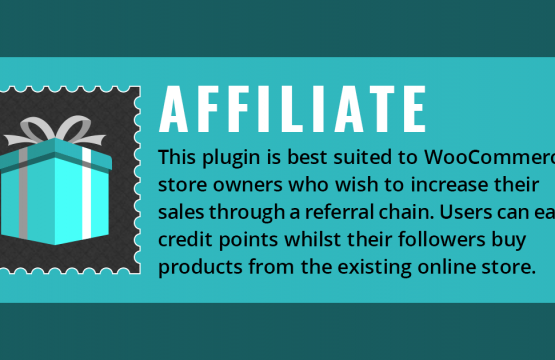 AFFILIATE
This plugin is best suited to WooCommerc
store owners who wish to increase their
sales through a referral chain. Users can ea
credit points whilst their followers buy
products from the existing online store.